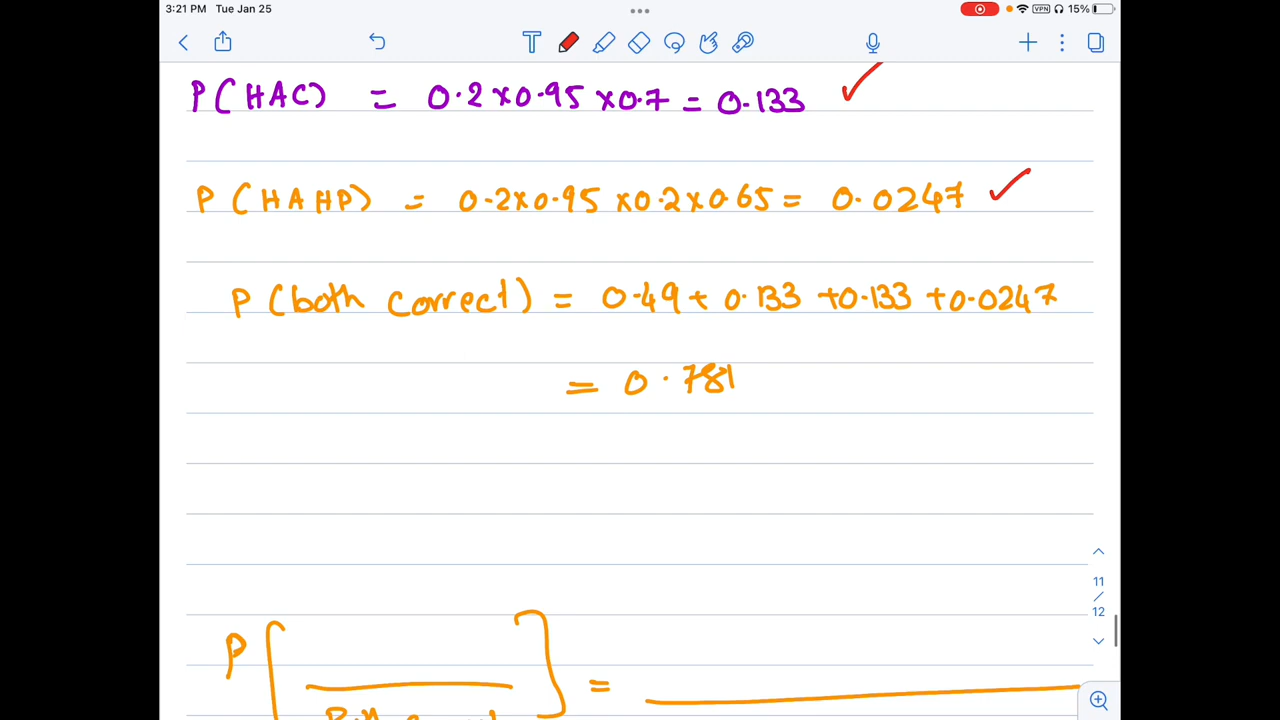 3:21 PM Tue Jan 25
VPN 15%
P(HAC) = 0.2×0.95×0.7 = 0.133
P(HAHP) = 0.2×0.95×0.2×0.65 = 0.0247
P(both correct) = 0.49 + 0.133 + 0.133 + 0.0247
= 0.781
11
/
12
P[ ] =